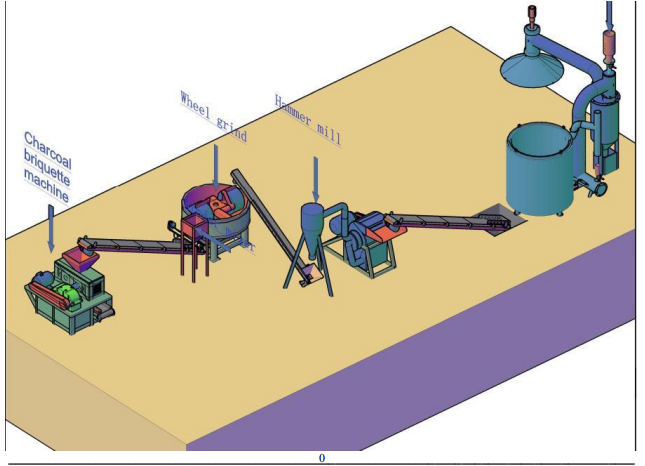 Charcoal
briquette
machine
Wheel grind
Hammer mill
0